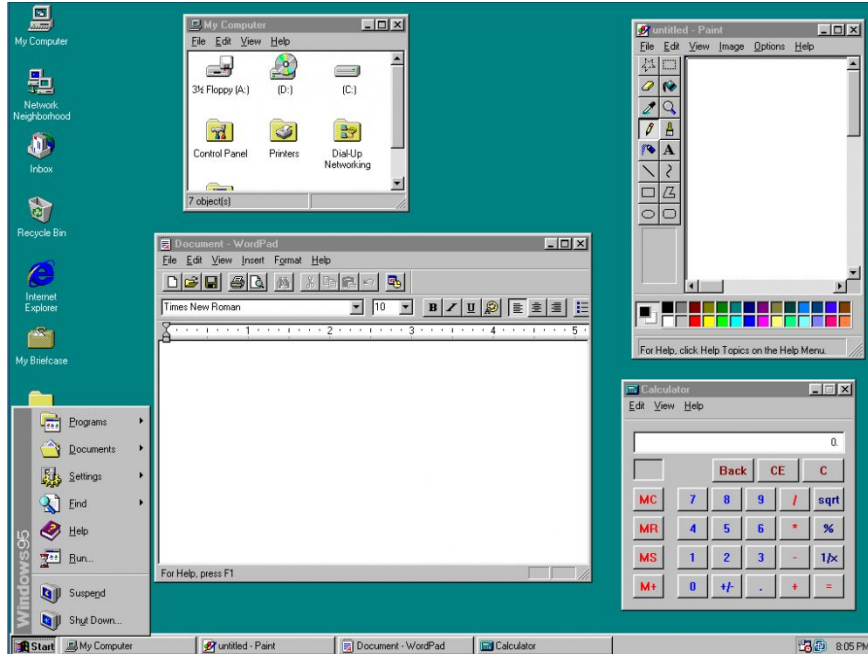 My Computer
Network
Neighborhood
Inbox
Recycle Bin
Internet
Explorer
My Briefcase
My Computer
File Edit View Help
3½ Floppy (A:) (D:) (C:)
Control Panel Printers Dial-Up
Networking
7 object(s)
untitled - Paint
File Edit View Image Options Help
A
For Help, click Help Topics on the Help Menu.
Document - WordPad
File Edit View Insert Format Help
Times New Roman 10 B I U
1 2 3 4 5
For Help, press F1
Calculator
Edit View Help
0.
Back CE C
MC 7 8 9 / sqrt
MR 4 5 6 * %
MS 1 2 3 - 1/x
M+ 0 +/- . + =
Programs
Documents
Settings
Find
Help
Run...
Suspend
Shut Down...
Windows95
Start My Computer untitled - Paint Document - WordPad Calculator 8:05 PM